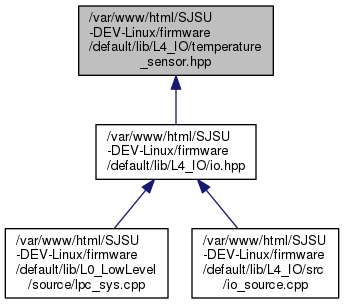 /var/www/html/SJSU
-DEV-Linux/firmware
/default/lib/L4_IO/temperature
_sensor.hpp
/var/www/html/SJSU
-DEV-Linux/firmware
/default/lib/L4_IO/io.hpp
/var/www/html/SJSU
-DEV-Linux/firmware
/default/lib/L0_LowLevel
/source/lpc_sys.cpp
/var/www/html/SJSU
-DEV-Linux/firmware
/default/lib/L4_IO/src
/io_source.cpp